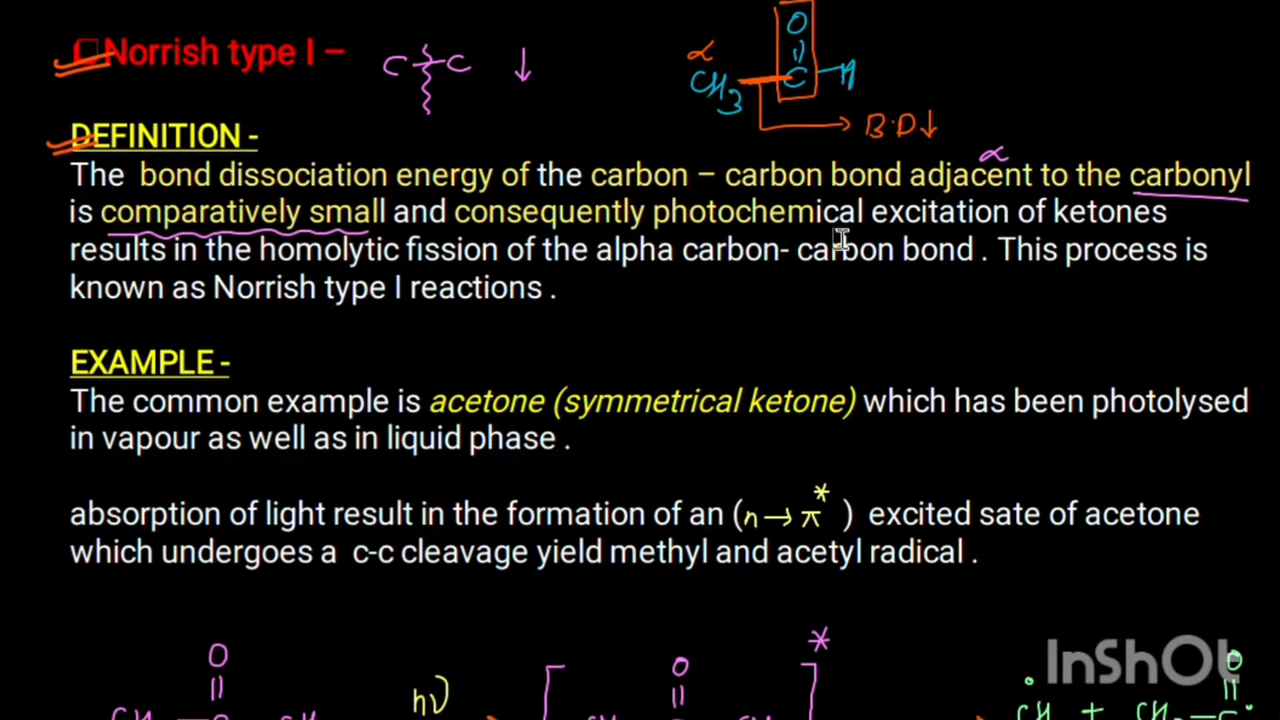 Norrish type I –
C C ↓
O
||
α
CH3 – C – H
B.D↓
DEFINITION -
α
The bond dissociation energy of the carbon – carbon bond adjacent to the carbonyl
is comparatively small and consequently photochemical excitation of ketones
results in the homolytic fission of the alpha carbon- carbon bond . This process is
known as Norrish type I reactions .
EXAMPLE -
The common example is acetone (symmetrical ketone) which has been photolysed
in vapour as well as in liquid phase .
absorption of light result in the formation of an (n→π* ) excited sate of acetone
which undergoes a c-c cleavage yield methyl and acetyl radical .
O hν [ O ]* O
|| || ||
InShOt